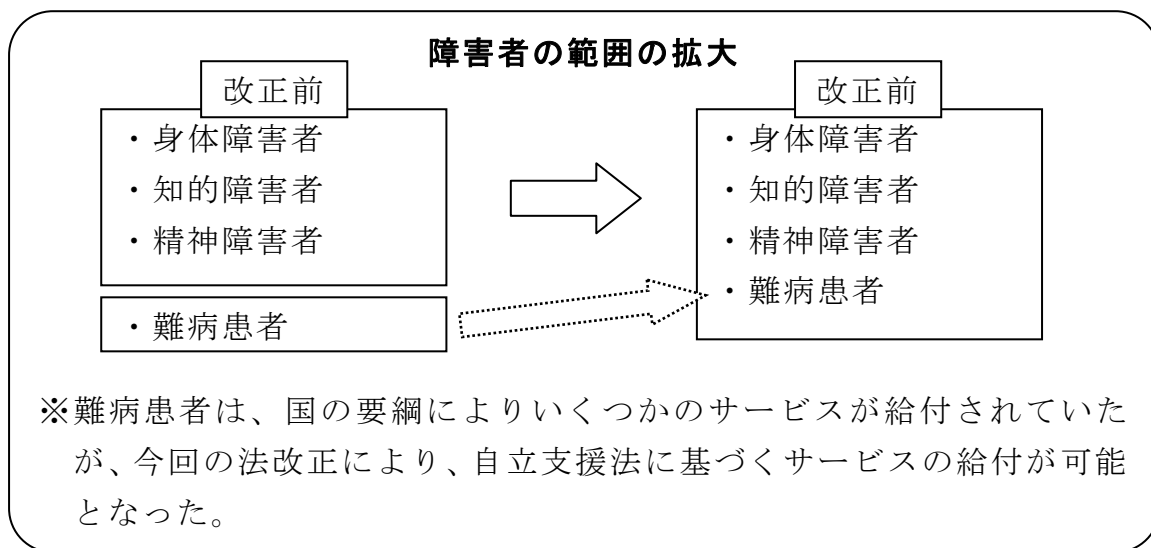 障害者の範囲の拡大
改正前
・身体障害者
・知的障害者
・精神障害者
・難病患者
改正前
・身体障害者
・知的障害者
・精神障害者
・難病患者
※難病患者は、国の要綱によりいくつかのサービスが給付されていた
が、今回の法改正により、自立支援法に基づくサービスの給付が可能
となった。